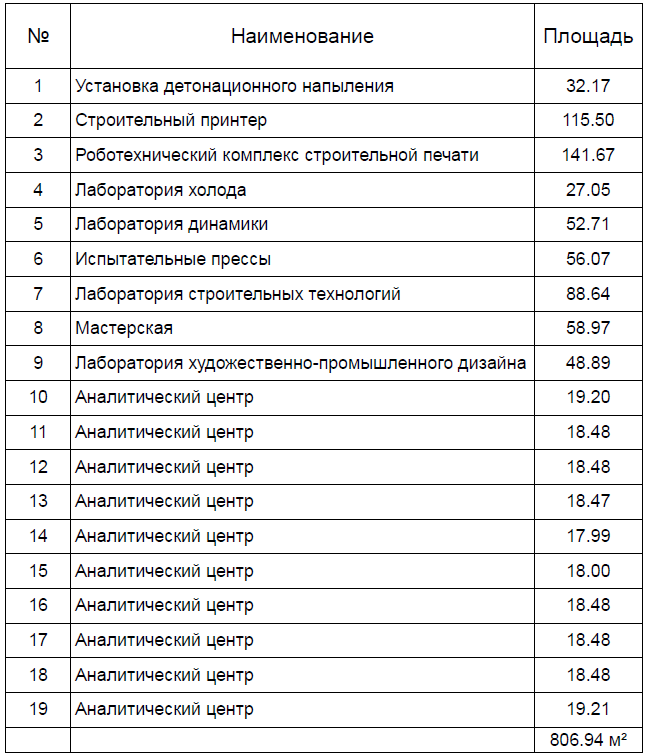 № Наименование Площадь
1 Установка детонационного напыления 32.17
2 Строительный принтер 115.50
3 Роботехнический комплекс строительной печати 141.67
4 Лаборатория холода 27.05
5 Лаборатория динамики 52.71
6 Испытательные прессы 56.07
7 Лаборатория строительных технологий 88.64
8 Мастерская 58.97
9 Лаборатория художественно-промышленного дизайна 48.89
10 Аналитический центр 19.20
11 Аналитический центр 18.48
12 Аналитический центр 18.48
13 Аналитический центр 18.47
14 Аналитический центр 17.99
15 Аналитический центр 18.00
16 Аналитический центр 18.48
17 Аналитический центр 18.48
18 Аналитический центр 18.48
19 Аналитический центр 19.21
806.94 м²